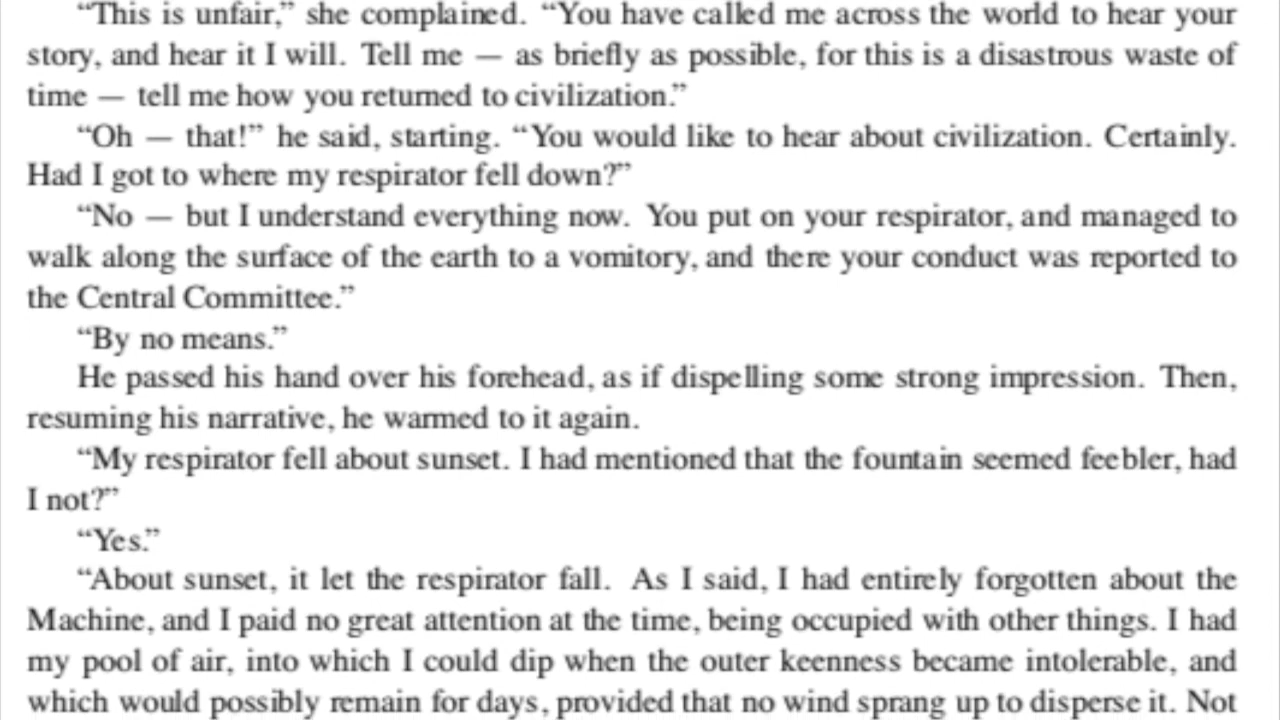 “This is unfair,” she complained. “You have called me across the world to hear your
story, and hear it I will. Tell me — as briefly as possible, for this is a disastrous waste of
time — tell me how you returned to civilization.”
“Oh — that!” he said, starting. “You would like to hear about civilization. Certainly.
Had I got to where my respirator fell down?”
“No — but I understand everything now. You put on your respirator, and managed to
walk along the surface of the earth to a vomitory, and there your conduct was reported to
the Central Committee.”
“By no means.”
He passed his hand over his forehead, as if dispelling some strong impression. Then,
resuming his narrative, he warmed to it again.
“My respirator fell about sunset. I had mentioned that the fountain seemed feebler, had
I not?”
“Yes.”
“About sunset, it let the respirator fall. As I said, I had entirely forgotten about the
Machine, and I paid no great attention at the time, being occupied with other things. I had
my pool of air, into which I could dip when the outer keenness became intolerable, and
which would possibly remain for days, provided that no wind sprang up to disperse it. Not